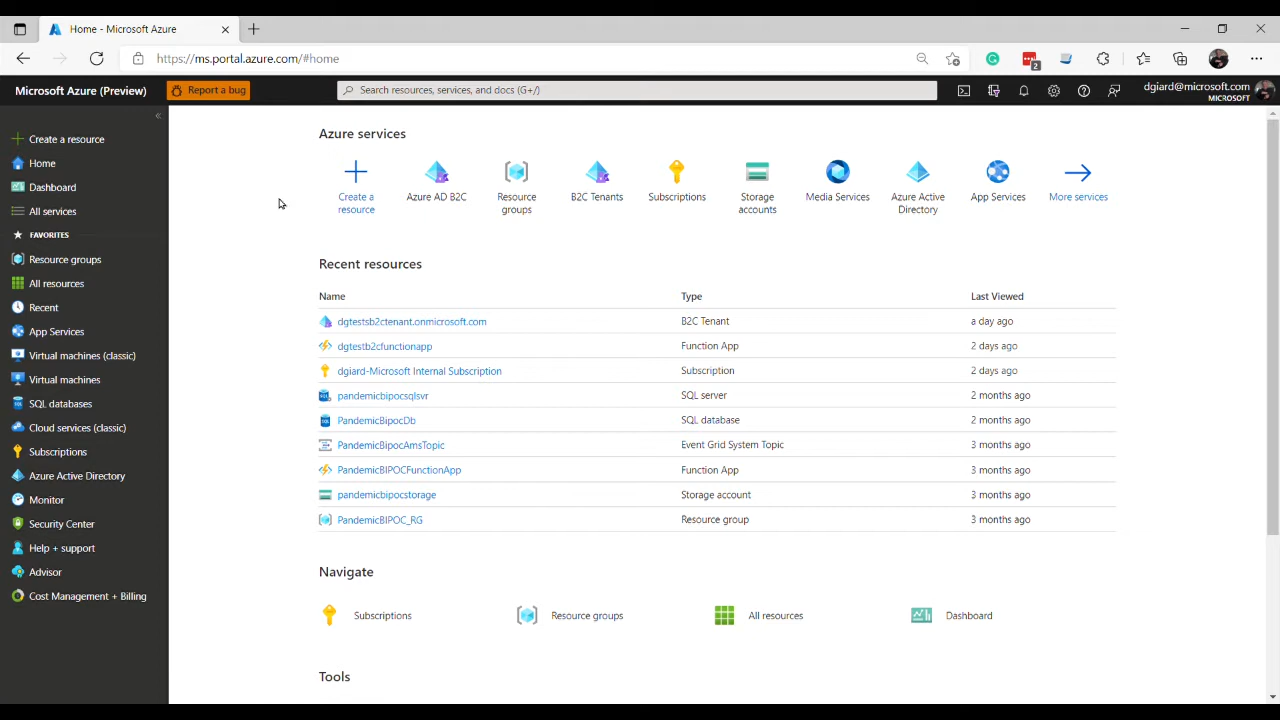 Home - Microsoft Azure
https://ms.portal.azure.com/#home
2
Microsoft Azure (Preview)
Report a bug
Search resources, services, and docs (G+/)
dgiard@microsoft.com
MICROSOFT
Create a resource
Home
Dashboard
All services
FAVORITES
Resource groups
All resources
Recent
App Services
Virtual machines (classic)
Virtual machines
SQL databases
Cloud services (classic)
Subscriptions
Azure Active Directory
Monitor
Security Center
Help + support
Advisor
Cost Management + Billing
Azure services
Create a
resource
Azure AD B2C
Resource
groups
B2C Tenants
Subscriptions
Storage
accounts
Media Services
Azure Active
Directory
App Services
More services
Recent resources
Name Type Last Viewed
dgtestsb2ctenant.onmicrosoft.com B2C Tenant a day ago
dgtestb2cfunctionapp Function App 2 days ago
dgiard-Microsoft Internal Subscription Subscription 2 days ago
pandemicbipocsqlsvr SQL server 2 months ago
PandemicBipocDb SQL database 2 months ago
PandemicBipocAmsTopic Event Grid System Topic 3 months ago
PandemicBIPOCFunctionApp Function App 3 months ago
pandemicbipocstorage Storage account 3 months ago
PandemicBIPOC_RG Resource group 3 months ago
Navigate
Subscriptions Resource groups All resources Dashboard
Tools